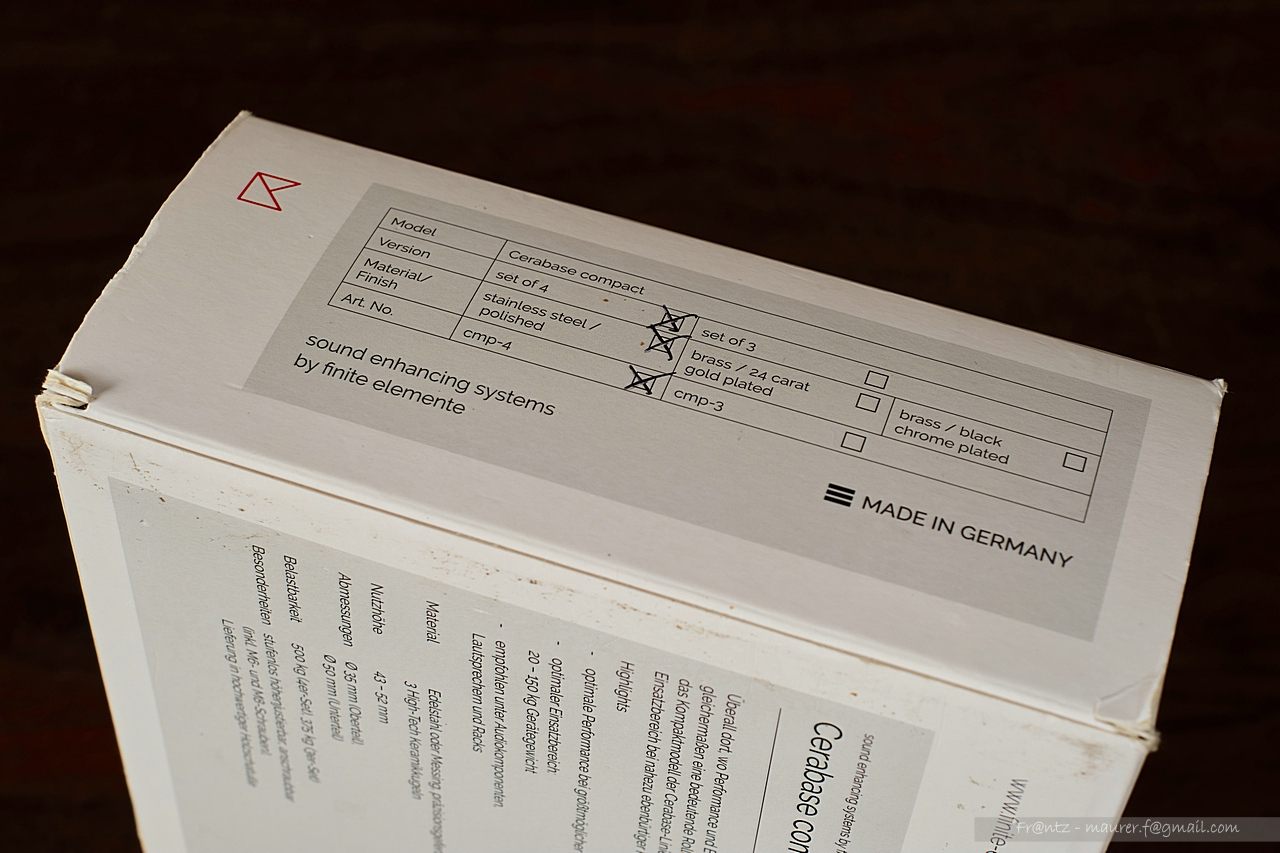 Model
Cerabase compact
Version
set of 4
set of 3
Material/
Finish
stainless steel /
polished
brass / 24 carat
gold plated
brass / black
chrome plated
Art. No.
cmp-4
cmp-3
sound enhancing systems
by finite elemente
MADE IN GERMANY
sound enhancing systems by
Cerabase com
Überall dort, wo Performance und
gleichermaßen eine bedeutende
das Kompaktmodell der Cerabase-Linie
Einsatzbereich bei nahezu ebenbürtiger
Highlights
- optimale Performance bei größtmöglicher
- optimaler Einsatzbereich:
20 - 150 kg Gerätegewicht
- empfohlen unter Audiokomponenten,
Lautsprechern und Racks
Material
Edelstahl oder Messing, präzisions
3 High-Tech Keramikkugeln
Nutzhöhe
43 - 52 mm
Abmessungen
Ø 35 mm (Oberteil),
Ø 50 mm (Unterteil)
Belastbarkeit
500 kg (4er-Set), 375 kg (3er-Set)
Besonderheiten
stufenlos höhenjustierbar, anschraubbar
(inkl. M6- und M8-Schrauben)
Lieferung in hochwertiger Holzschatulle
www.finite-e
Fr@ntz - maurer.f@gmail.com